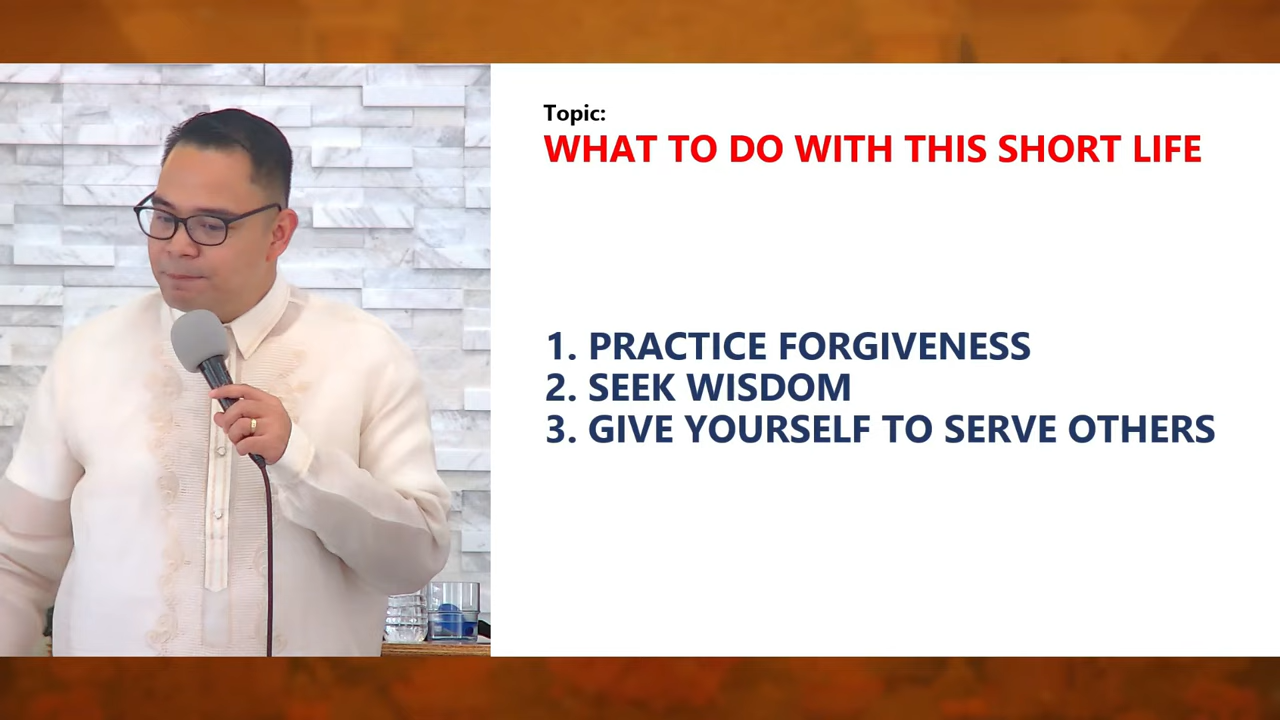 Topic:
WHAT TO DO WITH THIS SHORT LIFE
1. PRACTICE FORGIVENESS
2. SEEK WISDOM
3. GIVE YOURSELF TO SERVE OTHERS